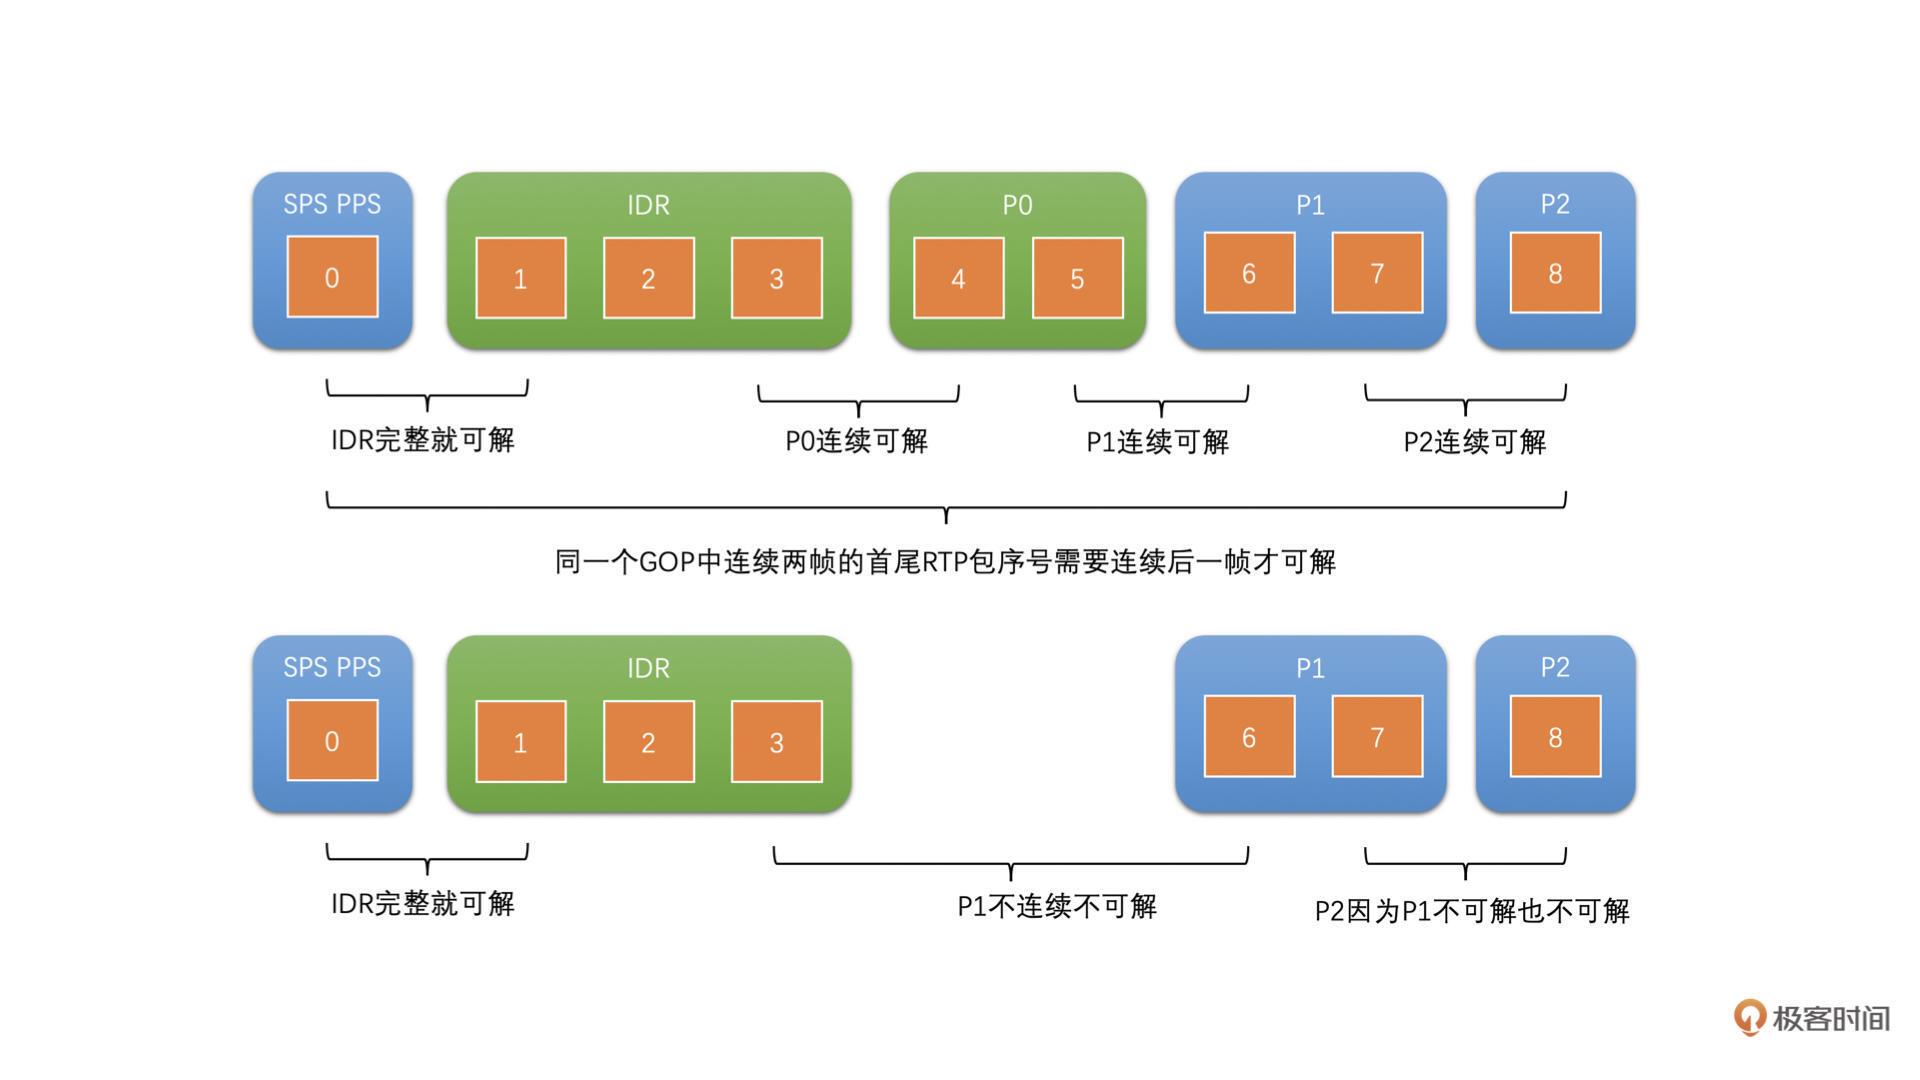 SPS PPS
IDR
P0
P1
P2
0
1
2
3
4
5
6
7
8
IDR完整就可解
P0连续可解
P1连续可解
P2连续可解
同一个GOP中连续两帧的首尾RTP包序号需要连续后一帧才可解
SPS PPS
IDR
P1
P2
0
1
2
3
6
7
8
IDR完整就可解
P1不连续不可解
P2因为P1不可解也不可解
极客时间